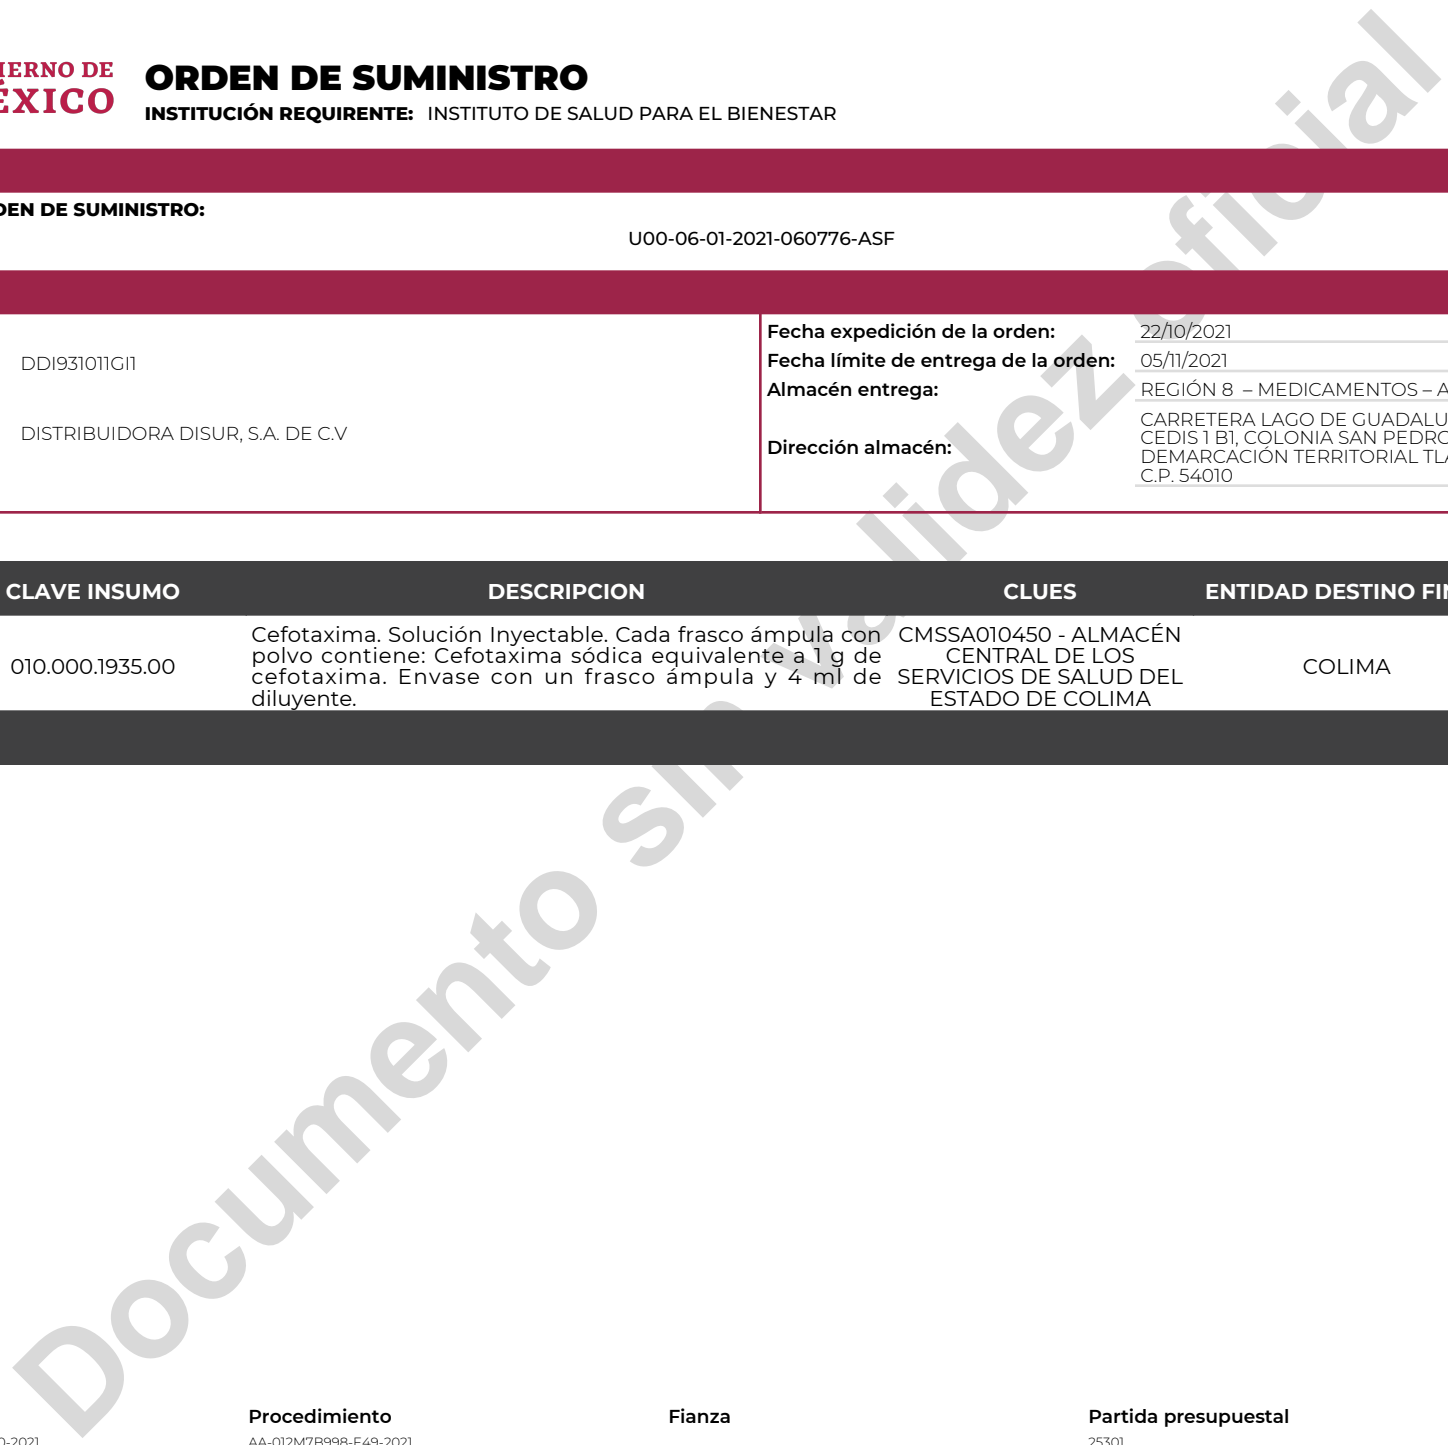 IERNO DE
ÉXICO
ORDEN DE SUMINISTRO
INSTITUCIÓN REQUIRENTE: INSTITUTO DE SALUD PARA EL BIENESTAR
DEN DE SUMINISTRO:
U00-06-01-2021-060776-ASF
DDI931011GI1
DISTRIBUIDORA DISUR, S.A. DE C.V
Fecha expedición de la orden: 22/10/2021
Fecha límite de entrega de la orden: 05/11/2021
Almacén entrega: REGIÓN 8 – MEDICAMENTOS – A
Dirección almacén:
CARRETERA LAGO DE GUADALU
CEDIS 1 B1, COLONIA SAN PEDRO
DEMARCACIÓN TERRITORIAL TLA
C.P. 54010
CLAVE INSUMO DESCRIPCION CLUES ENTIDAD DESTINO FIN
010.000.1935.00
Cefotaxima. Solución Inyectable. Cada frasco ámpula con
polvo contiene: Cefotaxima sódica equivalente a 1 g de
cefotaxima. Envase con un frasco ámpula y 4 ml de
diluyente.
CMSSA010450 - ALMACÉN
CENTRAL DE LOS
SERVICIOS DE SALUD DEL
ESTADO DE COLIMA
COLIMA
Documento sin validez oficial
Procedimiento Fianza Partida presupuestal
0-2021 AA-012M7B998-E49-2021 25301